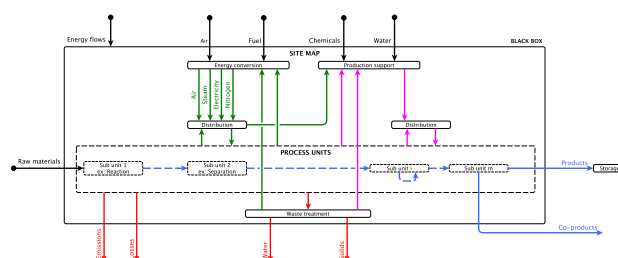 Energy flows
Air
Fuel
Chemicals
Water
BLACK BOX
SITE MAP
Energy conversion
Production support
Air
Steam
Electricity
Nitrogen
Distribution
Distribution
PROCESS UNITS
Raw materials
Sub unit 1
ex: Reaction
Sub unit 2
ex: Separation
Sub unit i
Sub unit m
Products
Storage
Waste treatment
Co-products
Emissions
Losses
Water
Solids